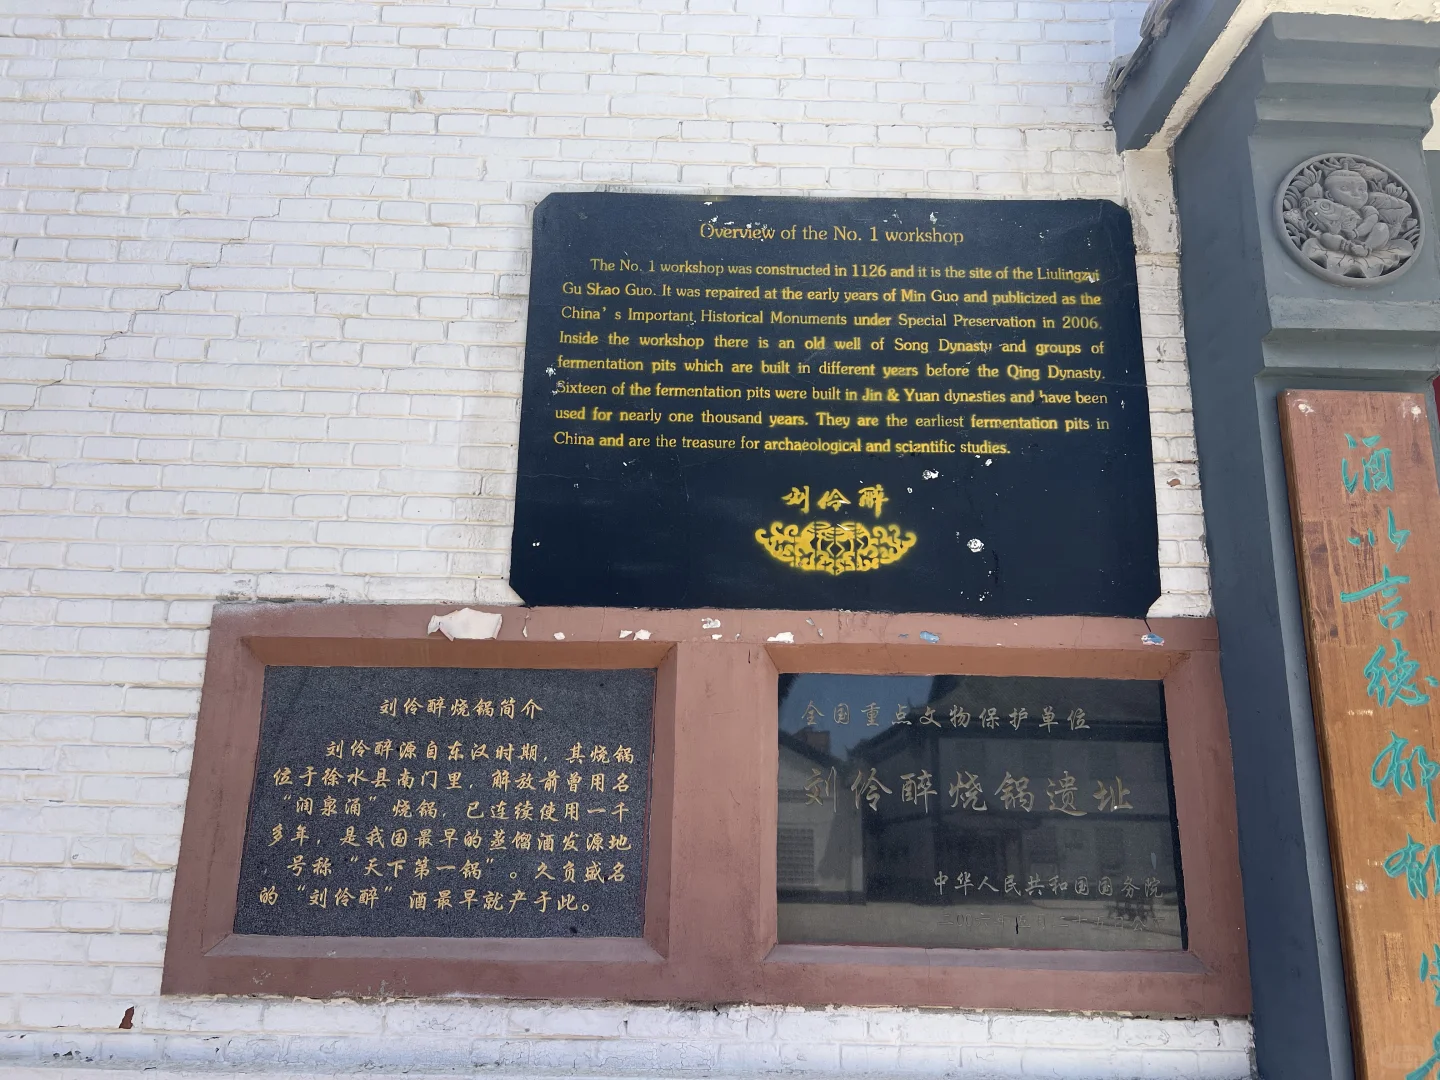 Overview of the No. 1 workshop
The No. 1 workshop was constructed in 1126 and it is the site of the Liulingzui
Gu Shao Guo. It was repaired at the early years of Min Guo and publicized as the
China's Important Historical Monuments under Special Preservation in 2006.
Inside the workshop there is an old well of Song Dynasty and groups of
fermentation pits which are built in different years before the Qing Dynasty.
Sixteen of the fermentation pits were built in Jin & Yuan dynasties and have been
used for nearly one thousand years. They are the earliest fermentation pits in
China and are the treasure for archaeological and scientific studies.
刘伶醉
刘伶醉烧锅简介
刘伶醉源自东汉时期，其烧锅
位于徐水县南门里，解放前曾用名
“润泉涌”烧锅，已连续使用一千
多年，是我国最早的蒸馏酒发源地
，号称“天下第一锅”。久负盛名
的“刘伶醉”酒最早就产于此。
全国重点文物保护单位
刘伶醉烧锅遗址
中华人民共和国国务院
酒以言德郁郁